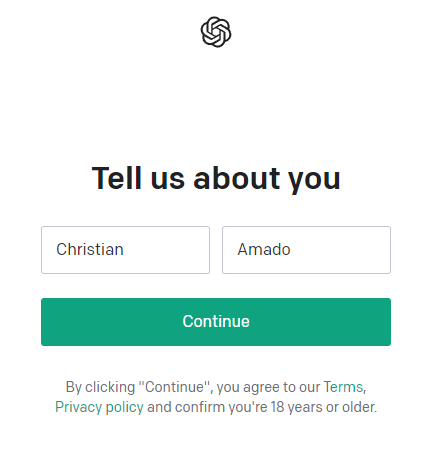 Tell us about you
Christian
Amado
Continue
By clicking "Continue", you agree to our Terms,
Privacy policy and confirm you're 18 years or older.